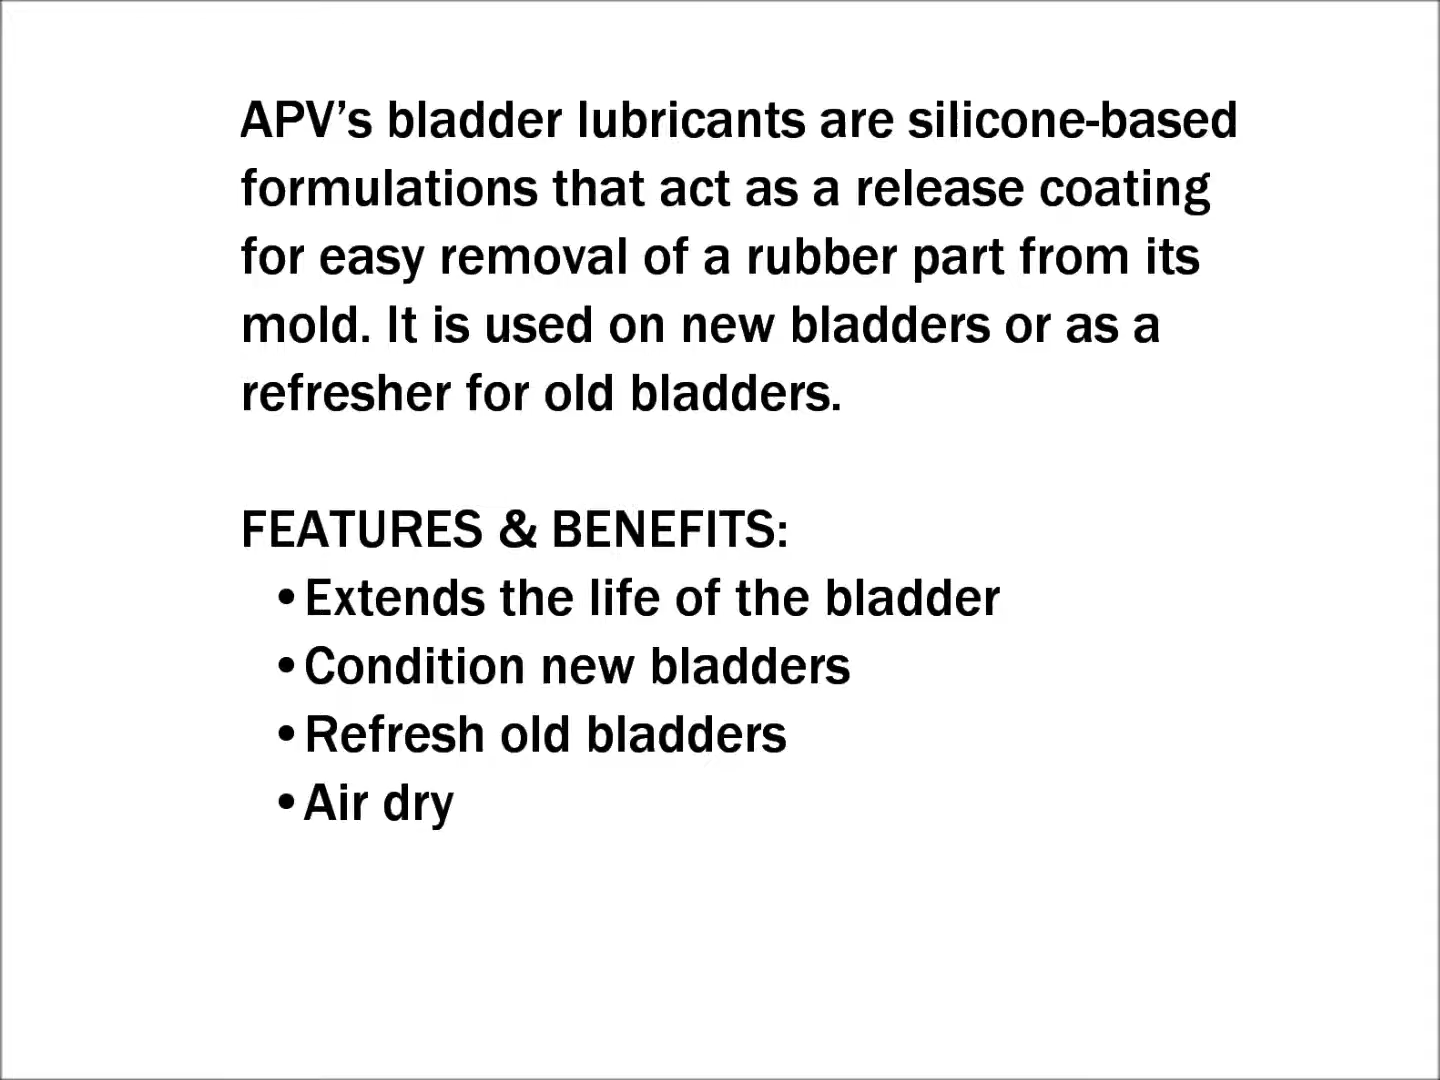 APV’s bladder lubricants are silicone-based
formulations that act as a release coating
for easy removal of a rubber part from its
mold. It is used on new bladders or as a
refresher for old bladders.
FEATURES & BENEFITS:
•Extends the life of the bladder
•Condition new bladders
•Refresh old bladders
•Air dry